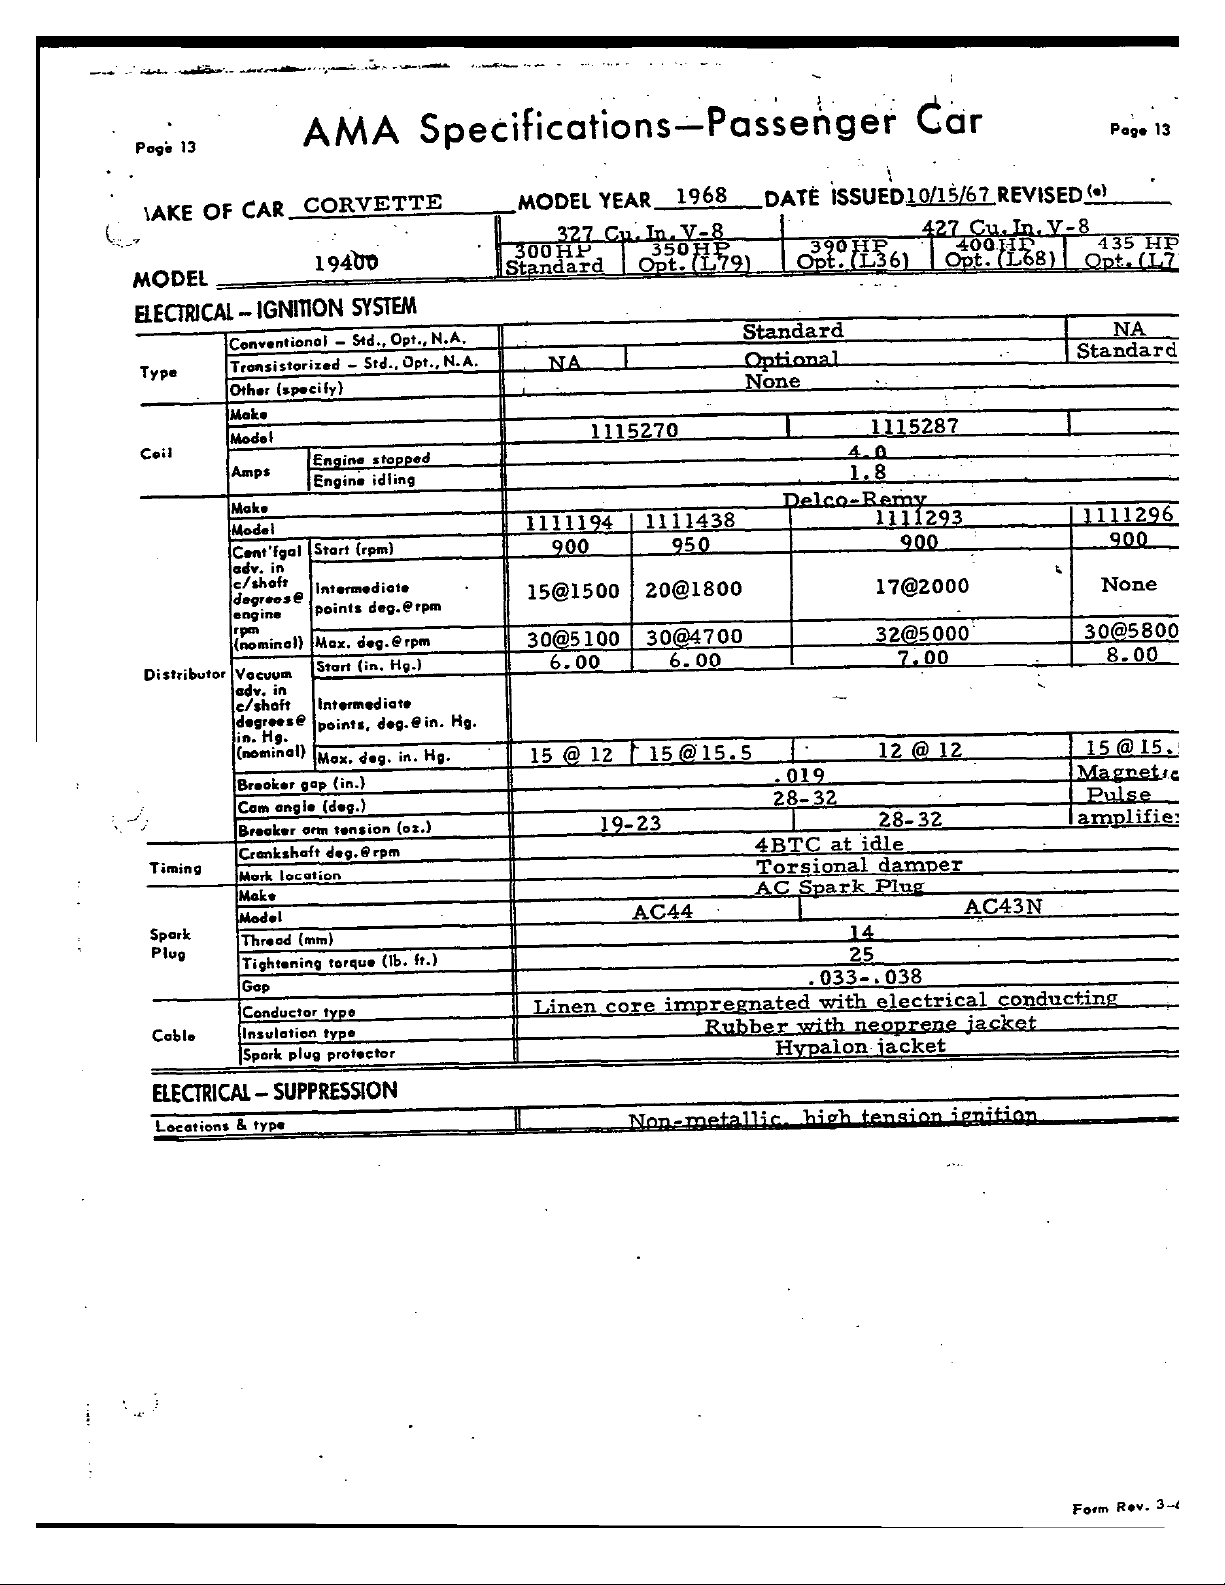 AMA Specifications—Passenger Car
Page 13
Page 13
AKE OF CAR CORVETTE MODEL YEAR 1968 DATE ISSUED 10/15/67 REVISED (•)
MODEL 19400
327 Cu. In. V-8 427 Cu. In. V-8
300 HP Standard 350 HP Opt. (L79) 390 HP Opt. (L36) 400 HP Opt. (L68) 435 HP Opt. (L7
ELECTRICAL – IGNITION SYSTEM
Type
Conventional – Std., Opt., N.A. Standard NA
Transistorized – Std., Opt., N.A. NA Optional Standard
Other (specify) None
Coil
Make
Model 1115270 1115287
Amps
Engine stopped 4.0
Engine idling 1.8
Distributor
Make Delco-Remy
Model 1111194 1111438 1111293 1111296
Cent'fgal adv. in c/shaft degrees@ engine rpm (nominal)
Start (rpm) 900 950 900 900
Intermediate points deg.@rpm 15@1500 20@1800 17@2000 None
Max. deg.@rpm 30@5100 30@4700 32@5000 30@5800
Vacuum adv. in c/shaft degrees@ in. Hg. (nominal)
Start (in. Hg.) 6.00 6.00 7.00 8.00
Intermediate points, deg.@in. Hg. —
Max. deg. in. Hg. 15 @ 12 15@15.5 12 @ 12 15@15.
Breaker gap (in.) .019 Magnetic
Cam angle (deg.) 28-32 Pulse
Breaker arm tension (oz.) 19-23 28-32 amplifie
Timing
Crankshaft deg.@rpm 4BTC at idle
Mark location Torsional damper
Spark Plug
Make AC Spark Plug
Model AC44 AC43N
Thread (mm) 14
Tightening torque (lb. ft.) 25
Gap .033-.038
Cable
Conductor type Linen core impregnated with electrical conducting
Insulation type Rubber with neoprene jacket
Spark plug protector Hypalon jacket
ELECTRICAL – SUPPRESSION
Locations & type Non-metallic, high tension ignition
Form Rev. 3-